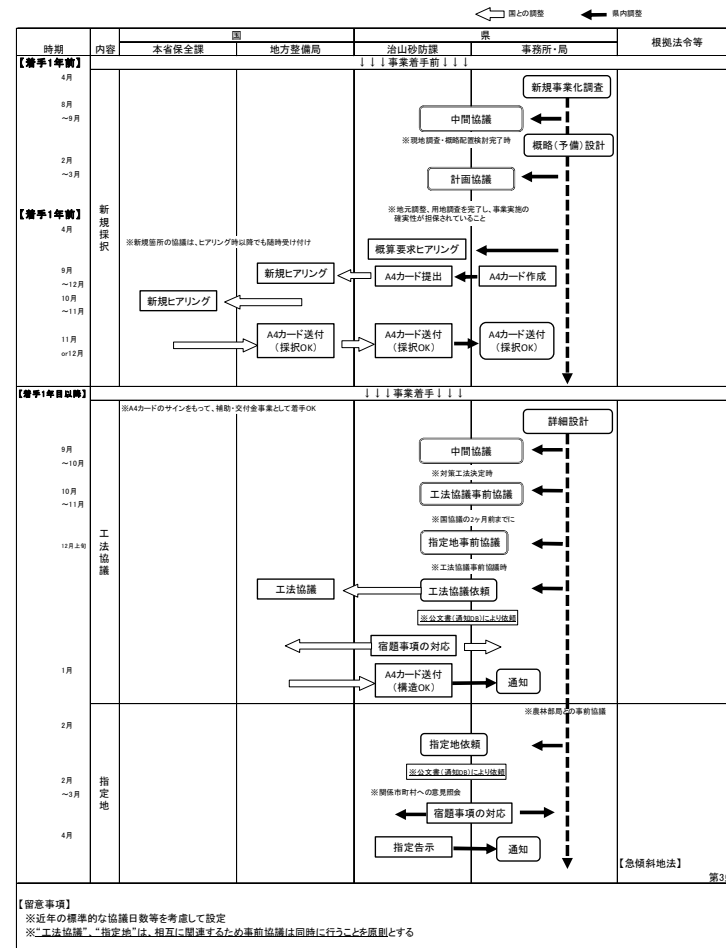 国との調整 県内調整
国 県
時期 内容 本省保全課 地方整備局 治山砂防課 事務所・局 根拠法令等
【着手1年前】 ↓↓↓事業着手前↓↓↓
4月 新規事業化調査
8月
～9月 中間協議
※現地調査・概略配置検討完了時
概略(予備)設計
2月
～3月 計画協議
※地元調整、用地調査を完了し、事業実施の
確実性が担保されていること
新規採択
【着手1年前】
4月
※新規箇所の協議は、ヒアリング時以降でも随時受け付け
概算要求ヒアリング
9月
～12月 新規ヒアリング A4カード提出 A4カード作成
10月
～11月 新規ヒアリング
11月
or12月
A4カード送付 A4カード送付 A4カード送付
(採択OK) (採択OK) (採択OK)
【着手1年目以降】 ↓↓↓事業着手↓↓↓
※A4カードのサインをもって、補助・交付金事業として着手OK
詳細設計
9月
～10月 中間協議
※対策工法決定時
10月
～11月 工法協議事前協議
※国協議の2ヶ月前までに
工法協議
12月上旬 指定地事前協議
※工法協議事前協議時
工法協議 工法協議依頼
※公文書(通知DB)により依頼
宿題事項の対応
1月 A4カード送付
(構造OK) 通知
※農林部局との事前協議
2月
指定地依頼
※公文書(通知DB)により依頼
指定地
2月
～3月 ※関係市町村への意見照会
宿題事項の対応
4月
指定告示 通知
【急傾斜地法】
第3
【留意事項】
※近年の標準的な協議日数等を考慮して設定
※“工法協議”、“指定地”は、相互に関連するため事前協議は同時に行うことを原則とする